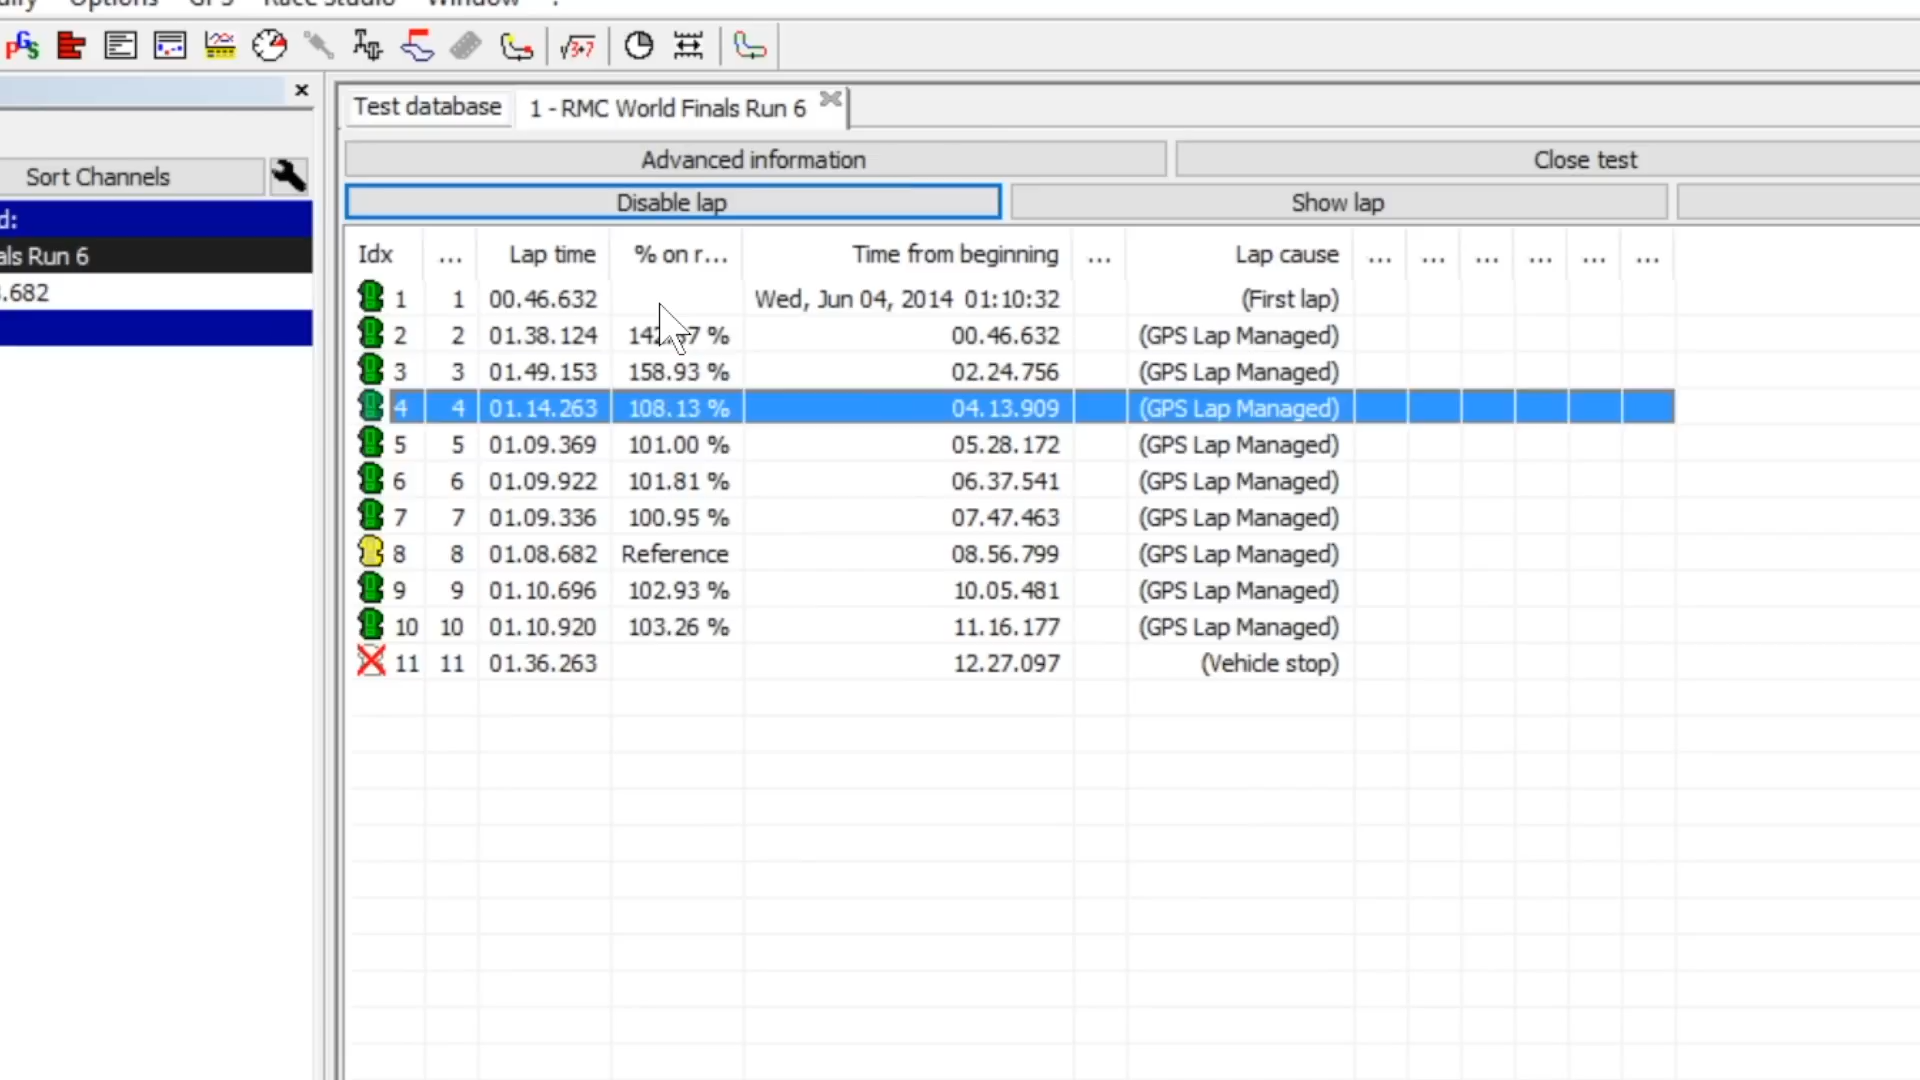 Options GPS Race Studio Window ?
Sort Channels
Test database 1 - RMC World Finals Run 6
Advanced information Close test
Disable lap Show lap
d:
als Run 6
.682
Idx ... Lap time % on r... Time from beginning ... Lap cause ... ... ... ... ... ...
1 1 00.46.632 Wed, Jun 04, 2014 01:10:32 (First lap)
2 2 01.38.124 % 00.46.632 (GPS Lap Managed)
3 3 01.49.153 158.93 % 02.24.756 (GPS Lap Managed)
4 4 01.14.263 108.13 % 04.13.909 (GPS Lap Managed)
5 5 01.09.369 101.00 % 05.28.172 (GPS Lap Managed)
6 6 01.09.922 101.81 % 06.37.541 (GPS Lap Managed)
7 7 01.09.336 100.95 % 07.47.463 (GPS Lap Managed)
8 8 01.08.682 Reference 08.56.799 (GPS Lap Managed)
9 9 01.10.696 102.93 % 10.05.481 (GPS Lap Managed)
10 10 01.10.920 103.26 % 11.16.177 (GPS Lap Managed)
11 11 01.36.263 12.27.097 (Vehicle stop)